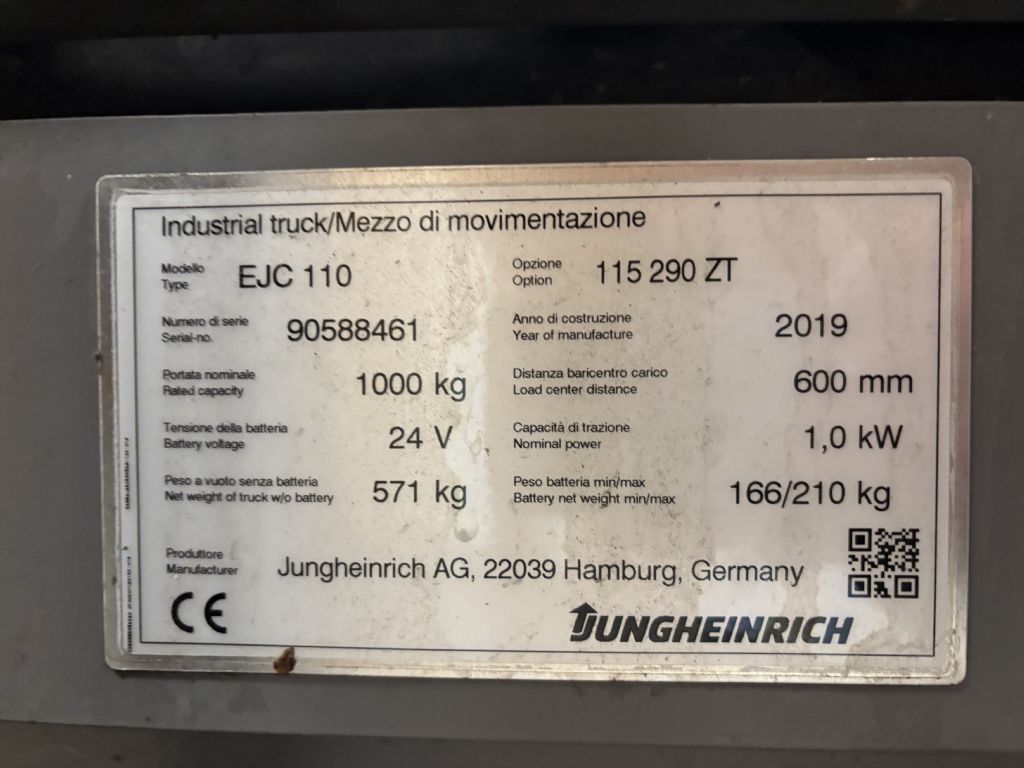 Industrial truck/Mezzo di movimentazione
Modello
Type
EJC 110
Opzione
Option
115 290 ZT
Numero di serie
Serial-no.
90588461
Anno di costruzione
Year of manufacture
2019
Portata nominale
Rated capacity
1000 kg
Distanza baricentro carico
Load center distance
600 mm
Tensione della batteria
Battery voltage
24 V
Capacità di trazione
Nominal power
1,0 kW
Peso a vuoto senza batteria
Net weight of truck w/o battery
571 kg
Peso batteria min/max
Battery net weight min/max
166/210 kg
Produttore
Manufacturer
Jungheinrich AG, 22039 Hamburg, Germany
CE
JUNGHEINRICH